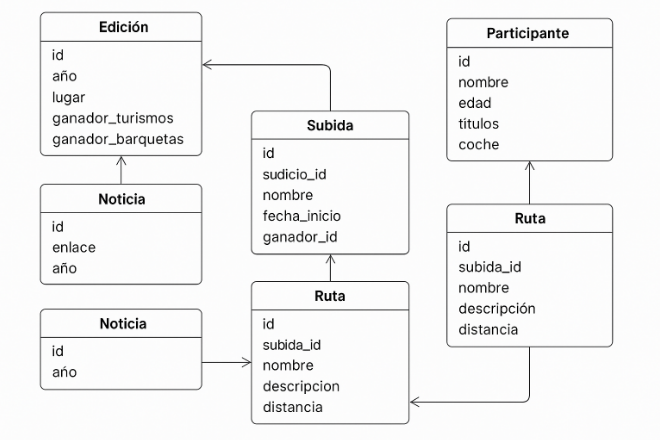 Edición
id
año
lugar
ganador_turismos
ganador_barquetas
Participante
id
nombre
edad
titulos
coche
Subida
id
sudicio_id
nombre
fecha_inicio
ganador_id
Noticia
id
enlace
año
Ruta
id
subida_id
nombre
descripción
distancia
Ruta
id
subida_id
nombre
descripcion
distancia
Noticia
id
ańo